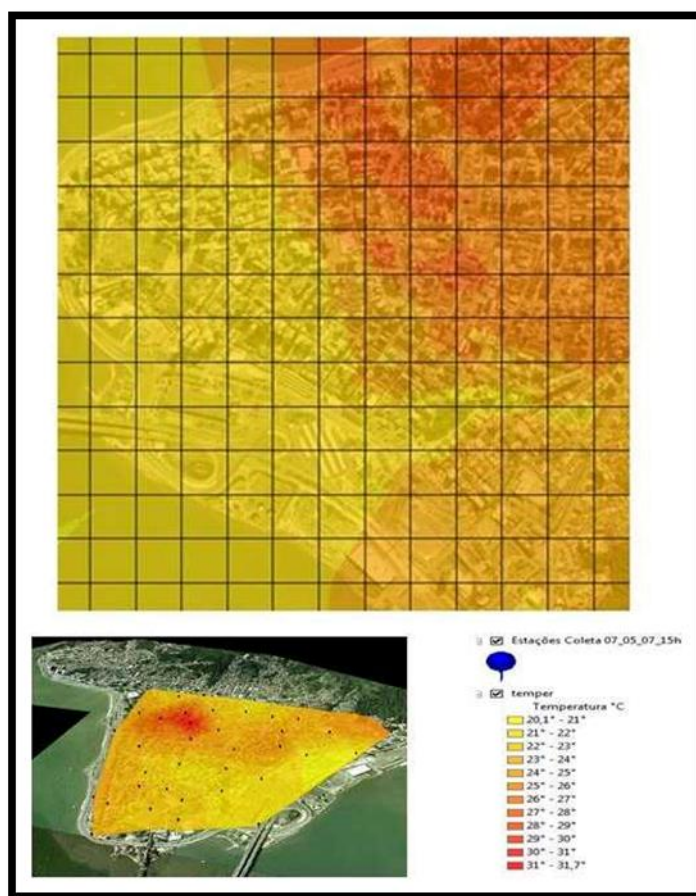 Estações Coleta 07_05_07_15h
temper
Temperatura °C
20,1° - 21°
21° - 22°
22° - 23°
23° - 24°
24° - 25°
25° - 26°
26° - 27°
27° - 28°
28° - 29°
29° - 30°
30° - 31°
31° - 31,7°